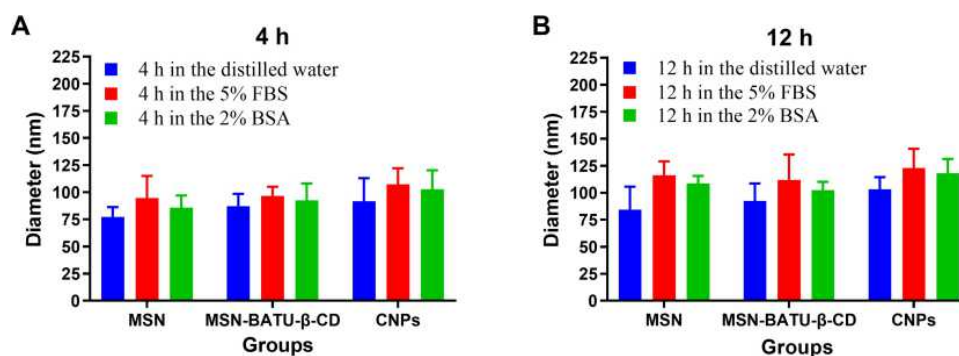 A
4 h
225
200
175
150
125
100
75
50
25
0
Diameter (nm)
4 h in the distilled water
4 h in the 5% FBS
4 h in the 2% BSA
MSN
MSN-BATU-β-CD
CNPs
Groups
B
12 h
225
200
175
150
125
100
75
50
25
0
Diameter (nm)
12 h in the distilled water
12 h in the 5% FBS
12 h in the 2% BSA
MSN
MSN-BATU-β-CD
CNPs
Groups